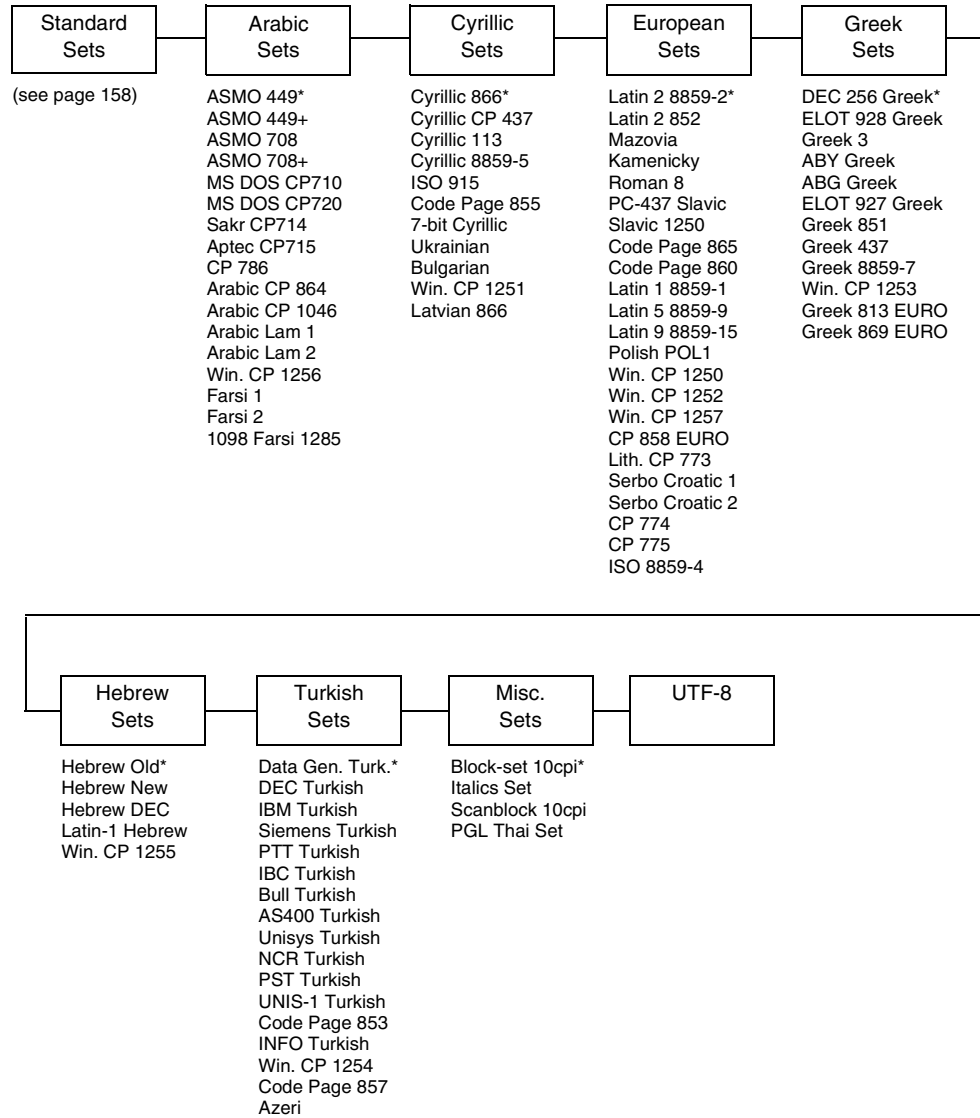 Standard
Sets
(see page 158)
Arabic
Sets
ASMO 449*
ASMO 449+
ASMO 708
ASMO 708+
MS DOS CP710
MS DOS CP720
Sakr CP714
Aptec CP715
CP 786
Arabic CP 864
Arabic CP 1046
Arabic Lam 1
Arabic Lam 2
Win. CP 1256
Farsi 1
Farsi 2
1098 Farsi 1285
Cyrillic
Sets
Cyrillic 866*
Cyrillic CP 437
Cyrillic 113
Cyrillic 8859-5
ISO 915
Code Page 855
7-bit Cyrillic
Ukrainian
Bulgarian
Win. CP 1251
Latvian 866
European
Sets
Latin 2 8859-2*
Latin 2 852
Mazovia
Kamenicky
Roman 8
PC-437 Slavic
Slavic 1250
Code Page 865
Code Page 860
Latin 1 8859-1
Latin 5 8859-9
Latin 9 8859-15
Polish POL1
Win. CP 1250
Win. CP 1252
Win. CP 1257
CP 858 EURO
Lith. CP 773
Serbo Croatic 1
Serbo Croatic 2
CP 774
CP 775
ISO 8859-4
Greek
Sets
DEC 256 Greek*
ELOT 928 Greek
Greek 3
ABY Greek
ABG Greek
ELOT 927 Greek
Greek 851
Greek 437
Greek 8859-7
Win. CP 1253
Greek 813 EURO
Greek 869 EURO
Hebrew
Sets
Hebrew Old*
Hebrew New
Hebrew DEC
Latin-1 Hebrew
Win. CP 1255
Turkish
Sets
Data Gen. Turk.*
DEC Turkish
IBM Turkish
Siemens Turkish
PTT Turkish
IBC Turkish
Bull Turkish
AS400 Turkish
Unisys Turkish
NCR Turkish
PST Turkish
UNIS-1 Turkish
Code Page 853
INFO Turkish
Win. CP 1254
Code Page 857
Azeri
Misc.
Sets
Block-set 10cpi*
Italics Set
Scanblock 10cpi
PGL Thai Set
UTF-8